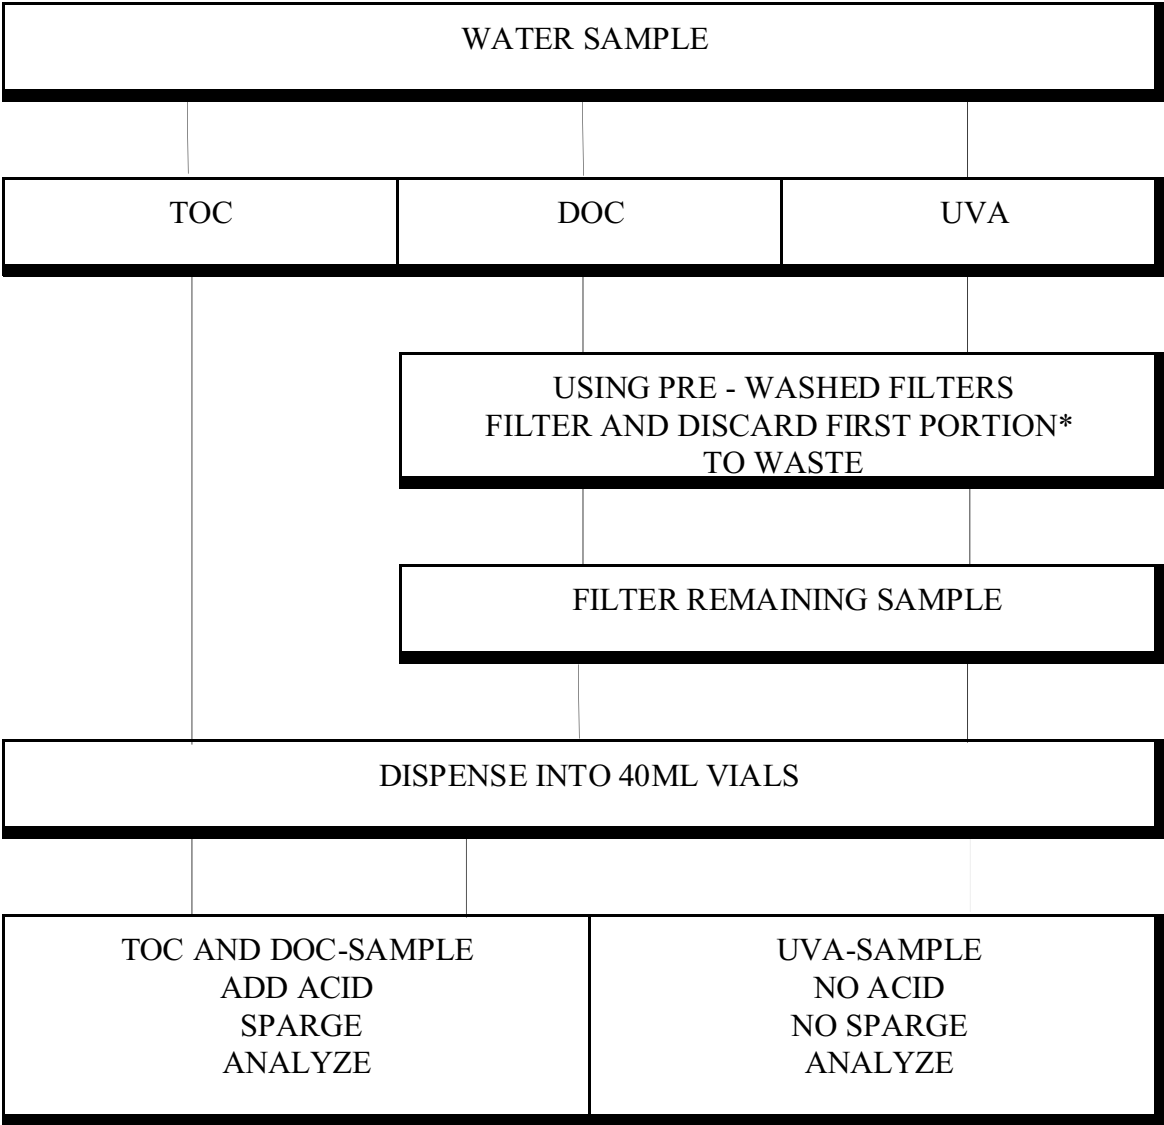 WATER SAMPLE
TOC
DOC
UVA
USING PRE - WASHED FILTERS
FILTER AND DISCARD FIRST PORTION*
TO WASTE
FILTER REMAINING SAMPLE
DISPENSE INTO 40ML VIALS
TOC AND DOC-SAMPLE
ADD ACID
SPARGE
ANALYZE
UVA-SAMPLE
NO ACID
NO SPARGE
ANALYZE